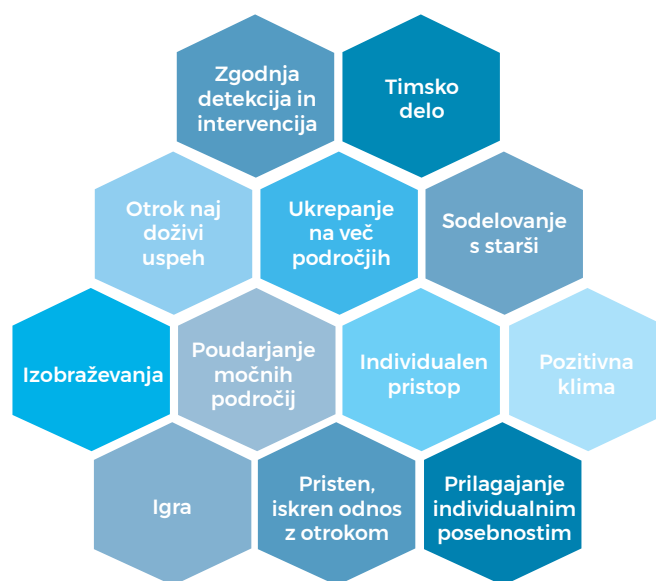 Zgodnja
detekcija in
intervencija
Timsko
delo
Otrok naj
doživi
uspeh
Ukrepanje
na več
področjih
Sodelovanje
s starši
Izobraževanja
Poudarjanje
močnih
področij
Individualen
pristop
Pozitivna
klima
Igra
Pristen,
iskren odnos
z otrokom
Prilagajanje
individualnim
posebnostim